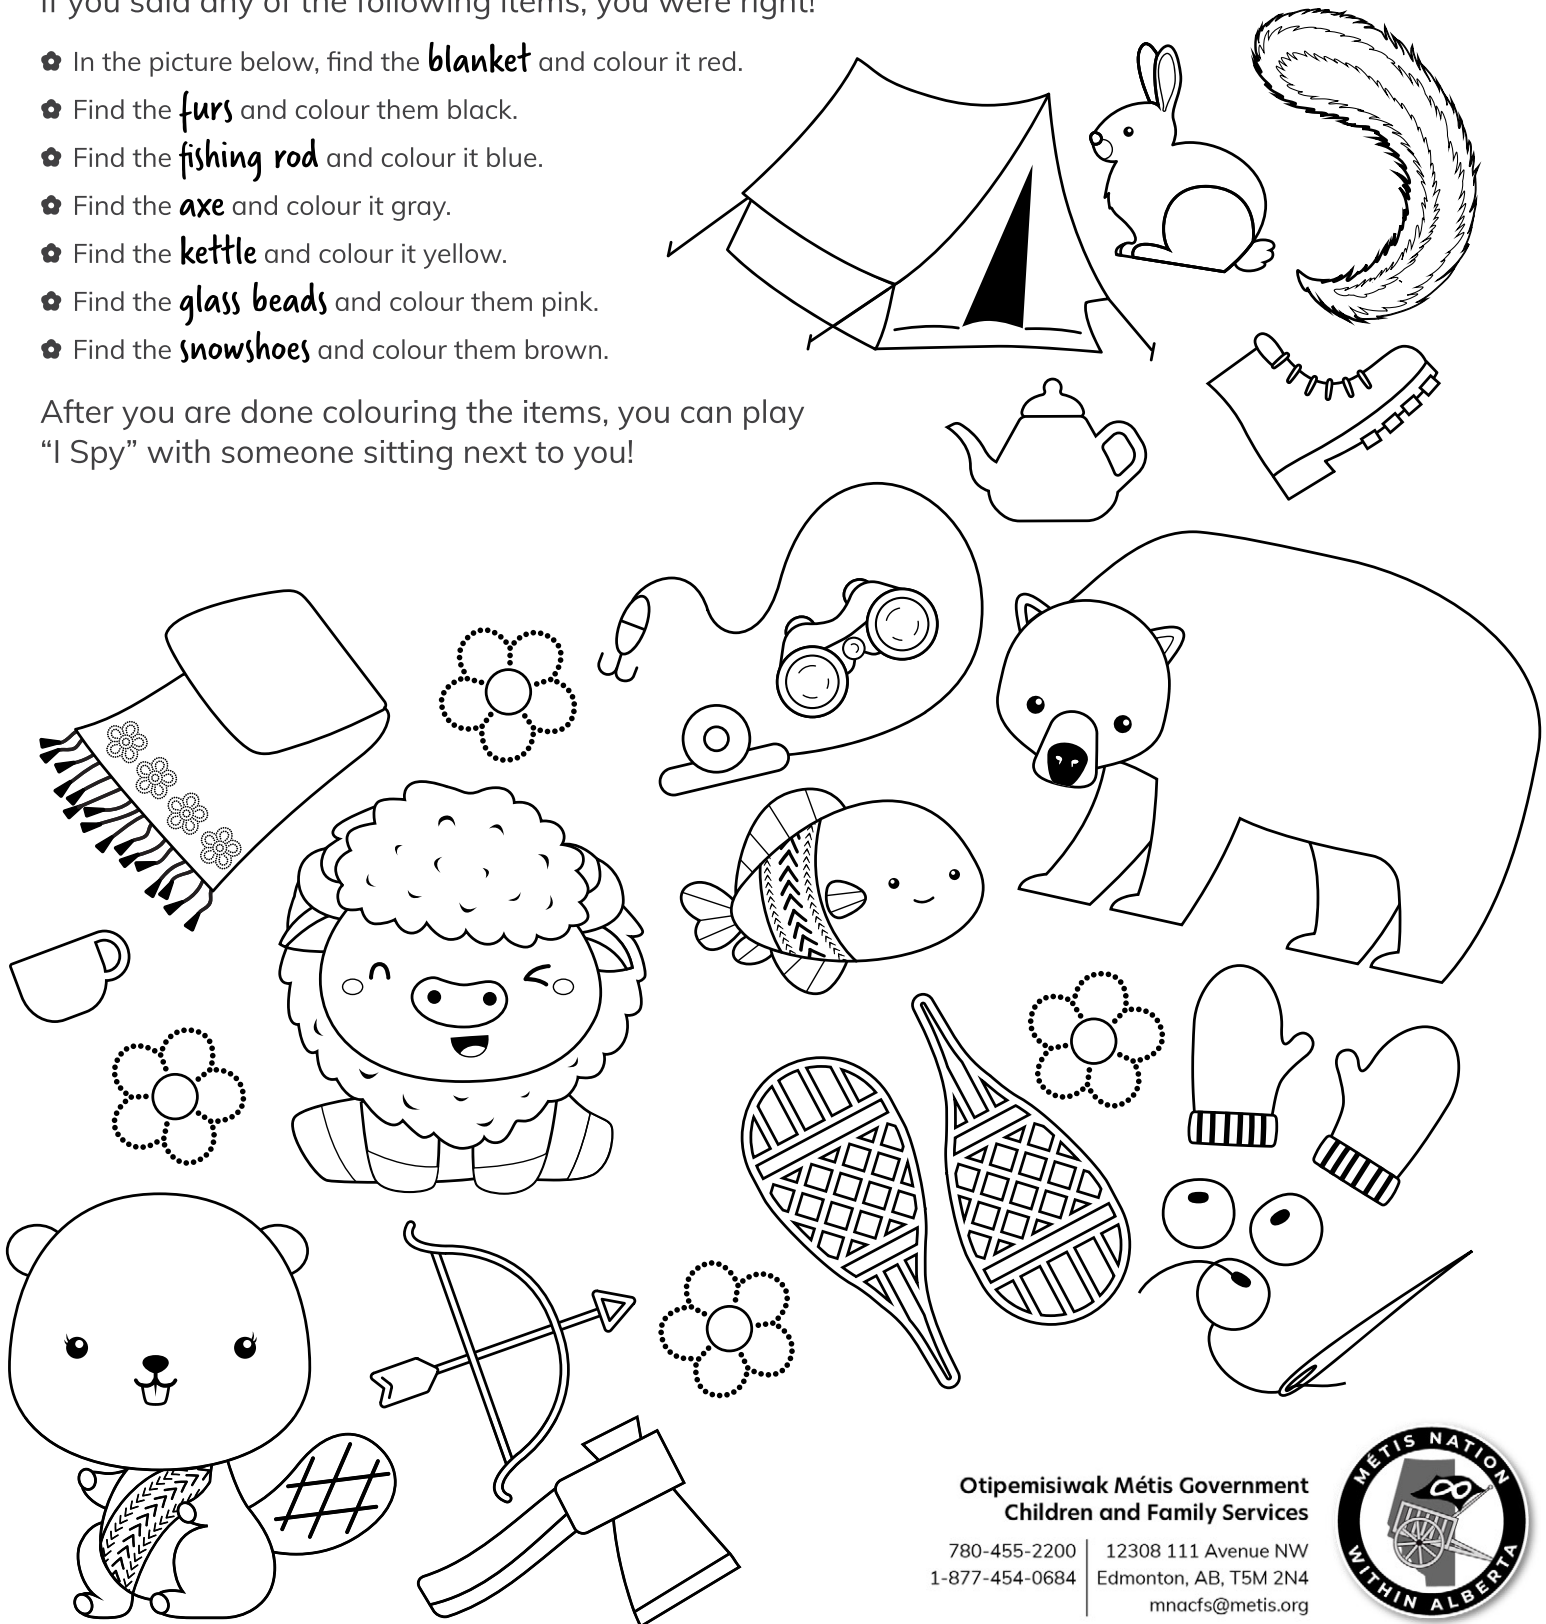 If you said any of the following items, you were right!
In the picture below, find the blanket and colour it red.
Find the furs and colour them black.
Find the fishing rod and colour it blue.
Find the axe and colour it gray.
Find the kettle and colour it yellow.
Find the glass beads and colour them pink.
Find the snowshoes and colour them brown.
After you are done colouring the items, you can play
“I Spy” with someone sitting next to you!
Otipemisiwak Métis Government
Children and Family Services
780-455-2200
1-877-454-0684
12308 111 Avenue NW
Edmonton, AB, T5M 2N4
mnacfs@metis.org
MÉTIS NATION
WITHIN ALBERTA